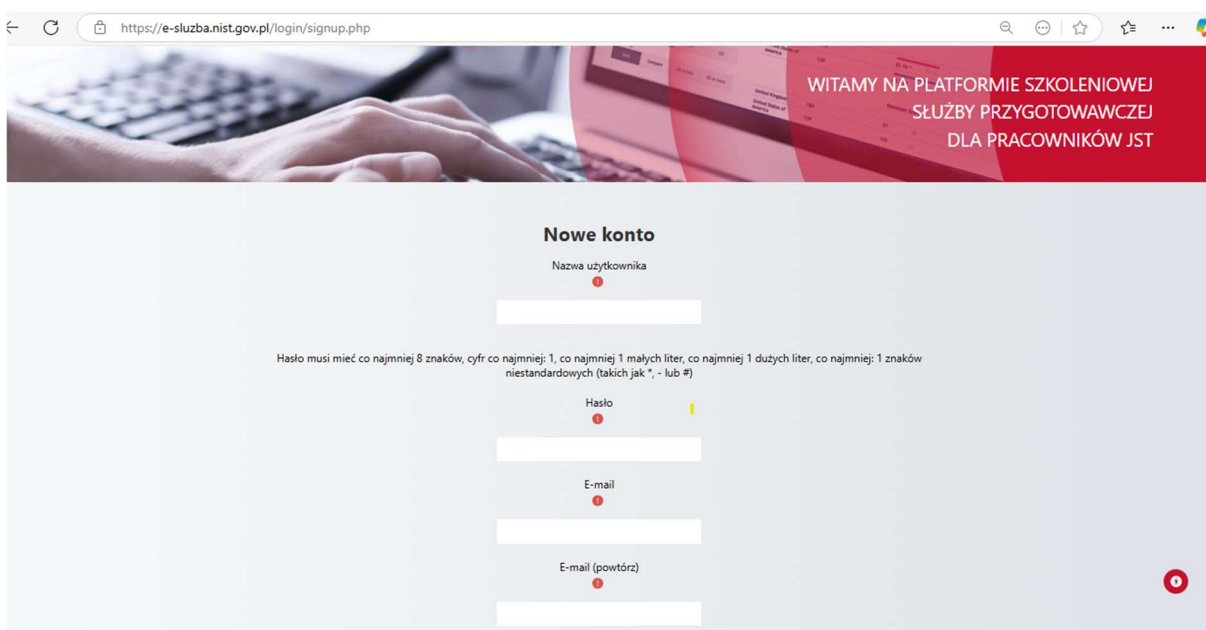 https://e-sluzba.nist.gov.pl/login/signup.php
WITAMY NA PLATFORMIE SZKOLENIOWEJ
SŁUŻBY PRZYGOTOWAWCZEJ
DLA PRACOWNIKÓW JST
Nowe konto
Nazwa użytkownika
Hasło musi mieć co najmniej 8 znaków, cyfr co najmniej: 1, co najmniej 1 małych liter, co najmniej 1 dużych liter, co najmniej: 1 znaków
niestandardowych (takich jak *, - lub #)
Hasło
E-mail
E-mail (powtórz)